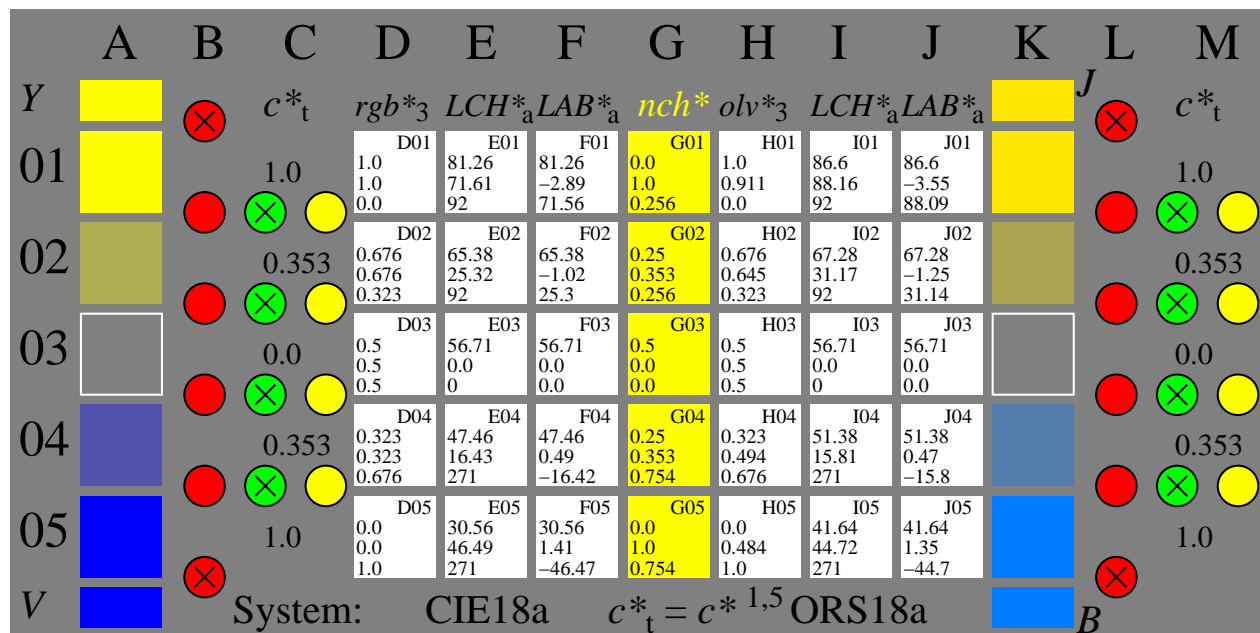 A B C D E F G H I J K L M
Y c*t rgb*3 LCH*a LAB*a nch* olv*3 LCH*a LAB*a J c*t
01 1.0 D01 E01 F01 G01 H01 I01 J01 1.0
1.0 81.26 81.26 0.0 1.0 86.6 86.6
1.0 71.61 −2.89 1.0 0.911 88.16 −3.55
0.0 92 71.56 0.256 0.0 92 88.09
02 0.353 D02 E02 F02 G02 H02 I02 J02 0.353
0.676 65.38 65.38 0.25 0.676 67.28 67.28
0.676 25.32 −1.02 0.353 0.645 31.17 −1.25
0.323 92 25.3 0.256 0.323 92 31.14
03 0.0 D03 E03 F03 G03 H03 I03 J03 0.0
0.5 56.71 56.71 0.5 0.5 56.71 56.71
0.5 0.0 0.0 0.0 0.5 0.0 0.0
0.5 0 0.0 0.0 0.5 0 0.0
04 0.353 D04 E04 F04 G04 H04 I04 J04 0.353
0.323 47.46 47.46 0.25 0.323 51.38 51.38
0.323 16.43 0.49 0.353 0.494 15.81 0.47
0.676 271 −16.42 0.754 0.676 271 −15.8
05 1.0 D05 E05 F05 G05 H05 I05 J05 1.0
0.0 30.56 30.56 0.0 0.0 41.64 41.64
0.0 46.49 1.41 1.0 0.484 44.72 1.35
1.0 271 −46.47 0.754 1.0 271 −44.7
V System: CIE18a c*t = c* 1,5 ORS18a B